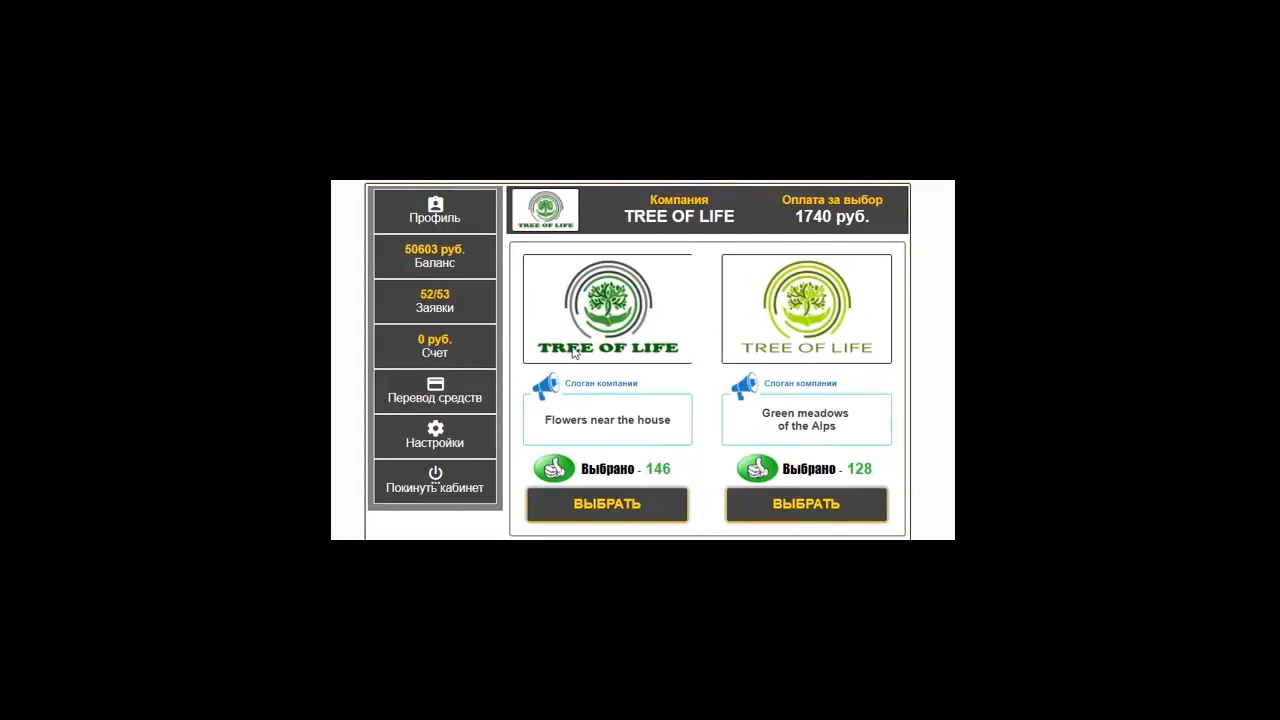 Профиль
50603 руб.
Баланс
52/53
Заявки
0 руб.
Счет
Перевод средств
Настройки
Покинуть кабинет
TREE OF LIFE
Компания
TREE OF LIFE
Оплата за выбор
1740 руб.
TREE OF LIFE
Слоган компании
Flowers near the house
Выбрано - 146
ВЫБРАТЬ
TREE OF LIFE
Слоган компании
Green meadows
of the Alps
Выбрано - 128
ВЫБРАТЬ